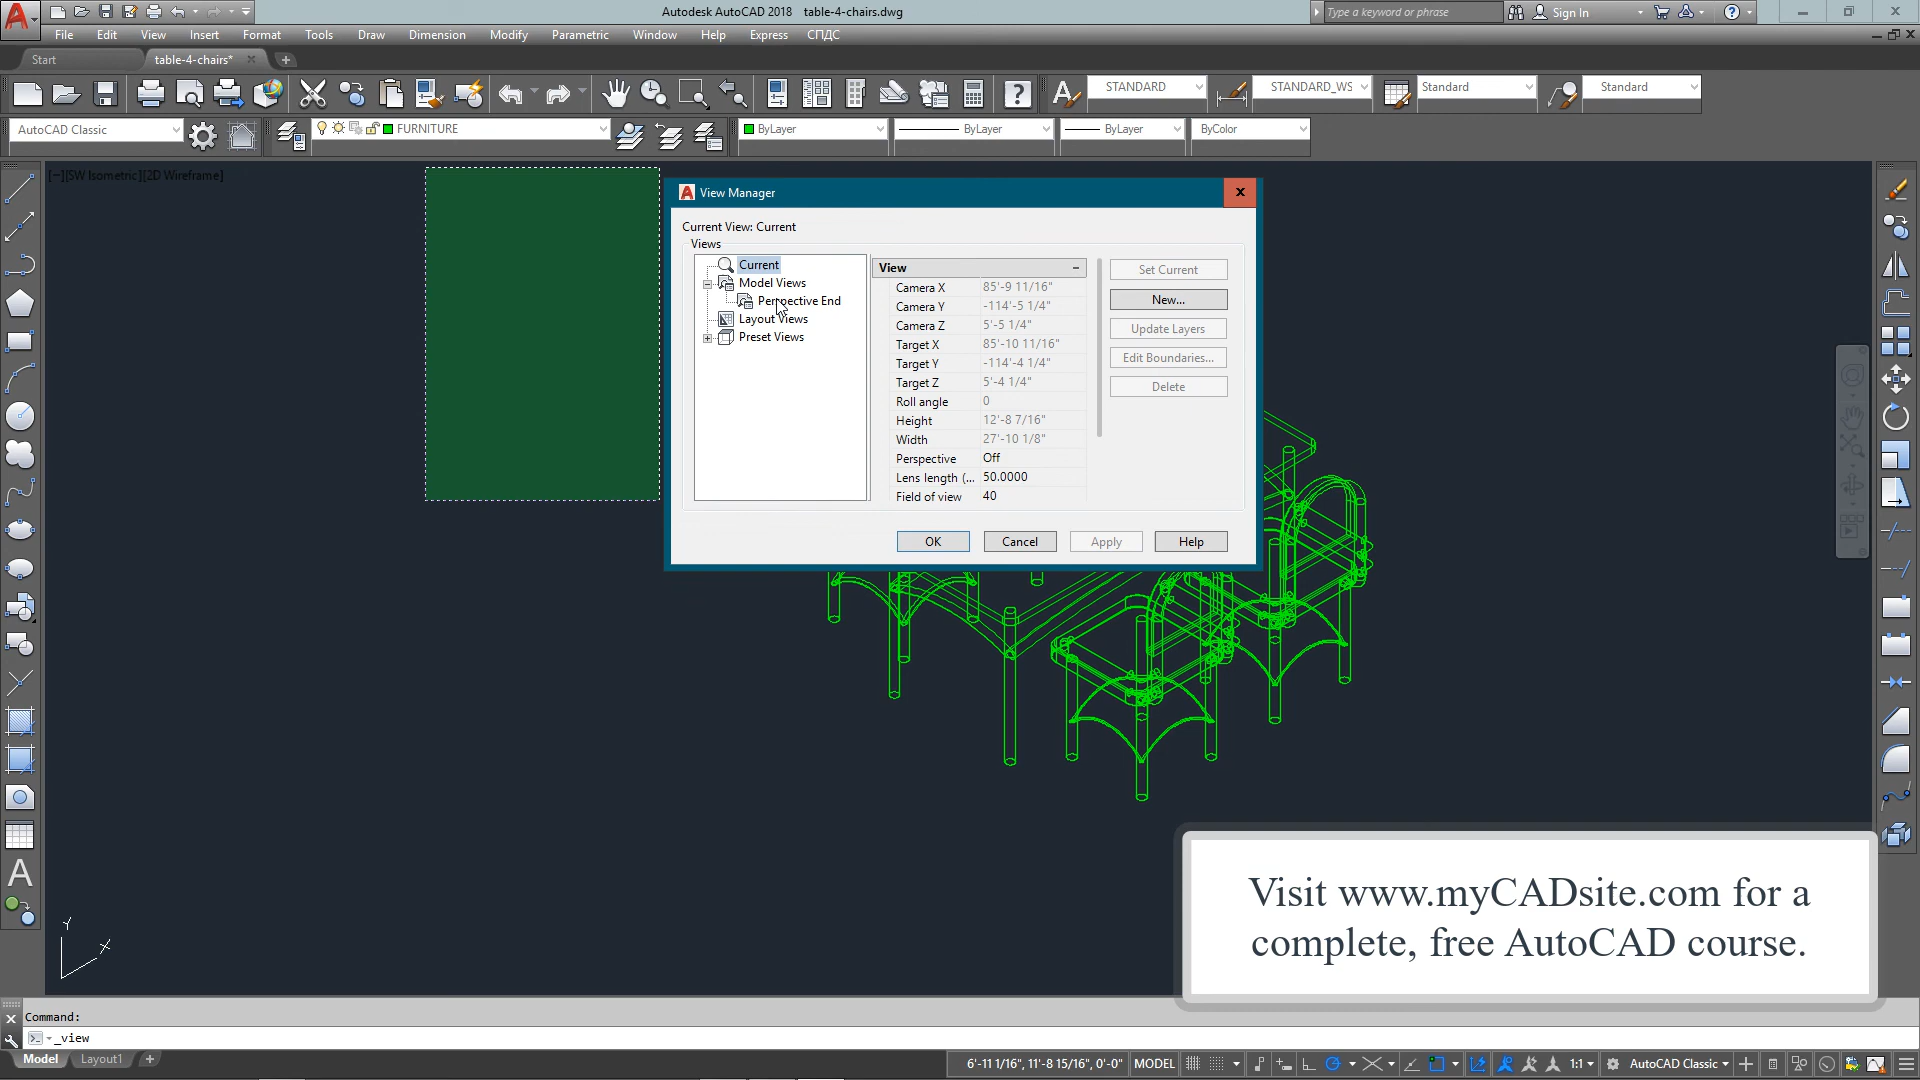 Autodesk AutoCAD 2018 table-4-chairs.dwg
Type a keyword or phrase
Sign In
File Edit View Insert Format Tools Draw Dimension Modify Parametric Window Help Express СПДС
Start
table-4-chairs*
STANDARD
STANDARD_WS
Standard
Standard
AutoCAD Classic
FURNITURE
ByLayer
ByLayer
ByLayer
ByColor
[−][SW Isometric][2D Wireframe]
View Manager
Current View: Current
Views
Current
Model Views
Perspective End
Layout Views
Preset Views
View
Camera X 85'-9 11/16"
Camera Y -114'-5 1/4"
Camera Z 5'-5 1/4"
Target X 85'-10 11/16"
Target Y -114'-4 1/4"
Target Z 5'-4 1/4"
Roll angle 0
Height 12'-8 7/16"
Width 27'-10 1/8"
Perspective Off
Lens length (... 50.0000
Field of view 40
Set Current
New...
Update Layers
Edit Boundaries...
Delete
OK
Cancel
Apply
Help
Visit www.myCADsite.com for a
complete, free AutoCAD course.
Y
X
Command:
_view
Model
Layout1
6'-11 1/16", 11'-8 15/16", 0'-0"
MODEL
1:1
AutoCAD Classic